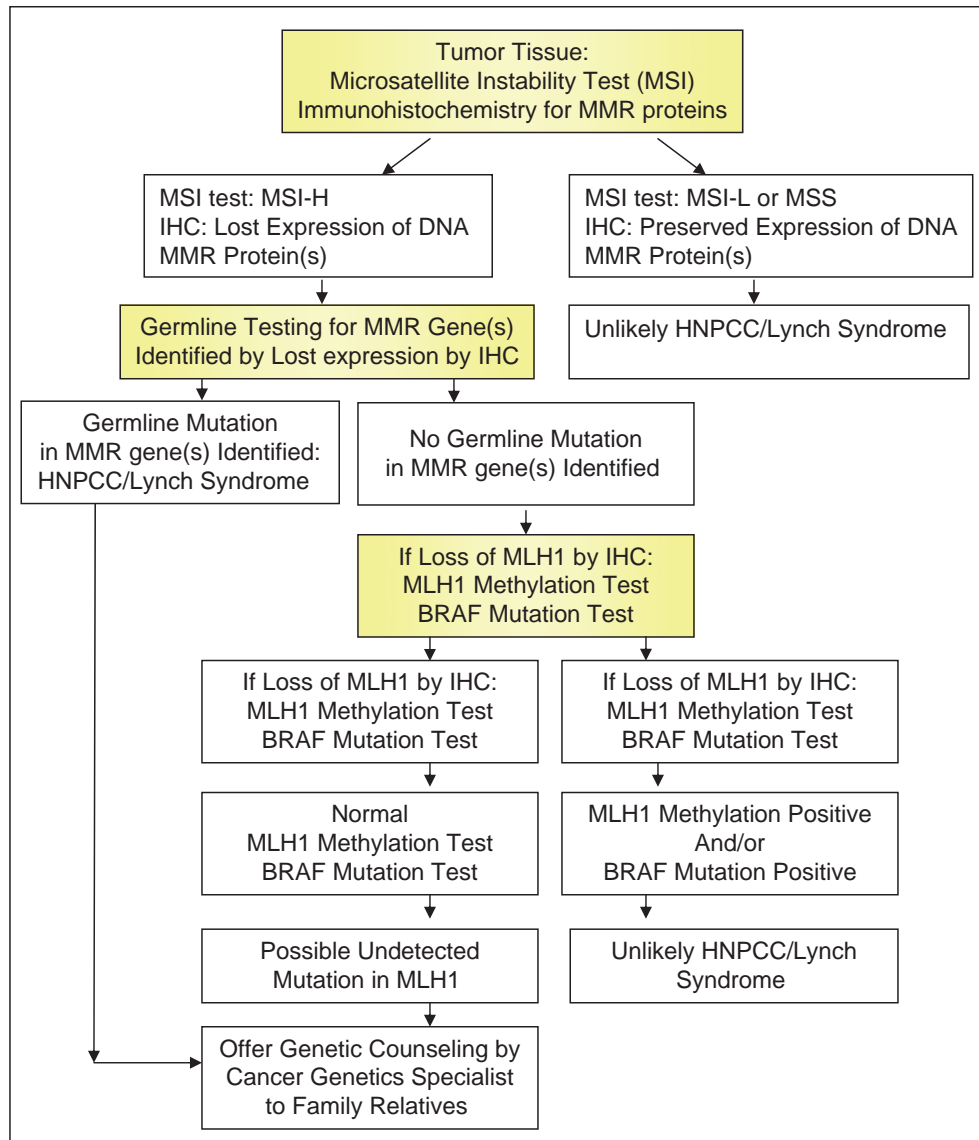 Tumor Tissue:
Microsatellite Instability Test (MSI)
Immunohistochemistry for MMR proteins
MSI test: MSI-H
IHC: Lost Expression of DNA
MMR Protein(s)
MSI test: MSI-L or MSS
IHC: Preserved Expression of DNA
MMR Protein(s)
Germline Testing for MMR Gene(s)
Identified by Lost expression by IHC
Unlikely HNPCC/Lynch Syndrome
Germline Mutation
in MMR gene(s) Identified:
HNPCC/Lynch Syndrome
No Germline Mutation
in MMR gene(s) Identified
If Loss of MLH1 by IHC:
MLH1 Methylation Test
BRAF Mutation Test
If Loss of MLH1 by IHC:
MLH1 Methylation Test
BRAF Mutation Test
If Loss of MLH1 by IHC:
MLH1 Methylation Test
BRAF Mutation Test
Normal
MLH1 Methylation Test
BRAF Mutation Test
MLH1 Methylation Positive
And/or
BRAF Mutation Positive
Possible Undetected
Mutation in MLH1
Unlikely HNPCC/Lynch
Syndrome
Offer Genetic Counseling by
Cancer Genetics Specialist
to Family Relatives